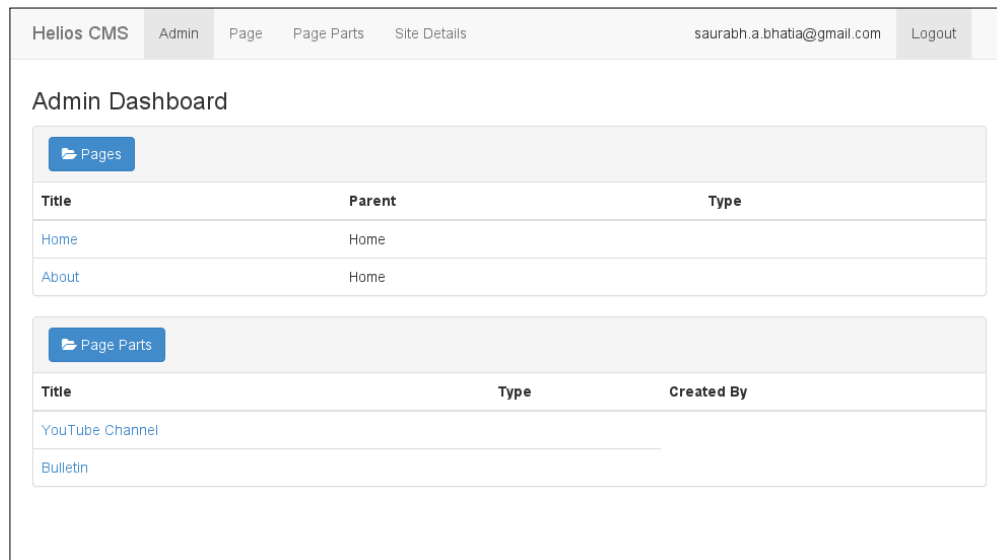 Helios CMS Admin Page Page Parts Site Details saurabh.a.bhatia@gmail.com Logout
Admin Dashboard
Pages
Title Parent Type
Home Home
About Home
Page Parts
Title Type Created By
YouTube Channel
Bulletin